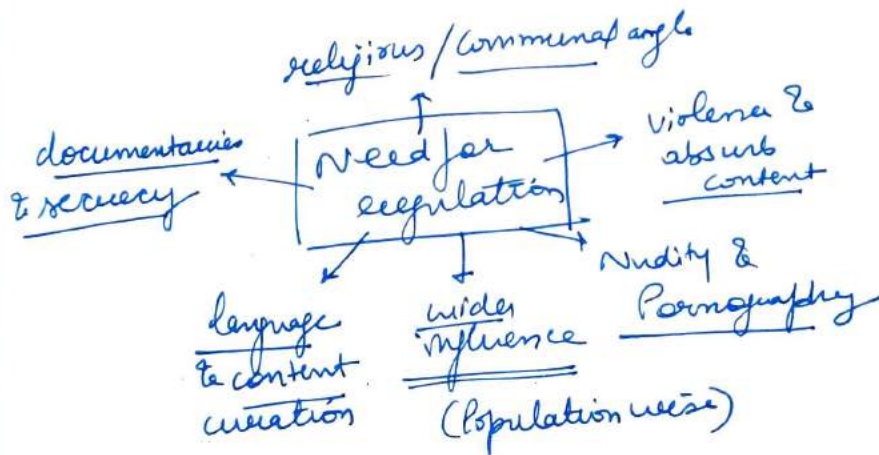 religious / communal angle
documentaries
& secrecy
Need for
regulation
violence &
absurb
content
Nudity &
Pornography
language
& content
curation
wider
influence
(Population wise)